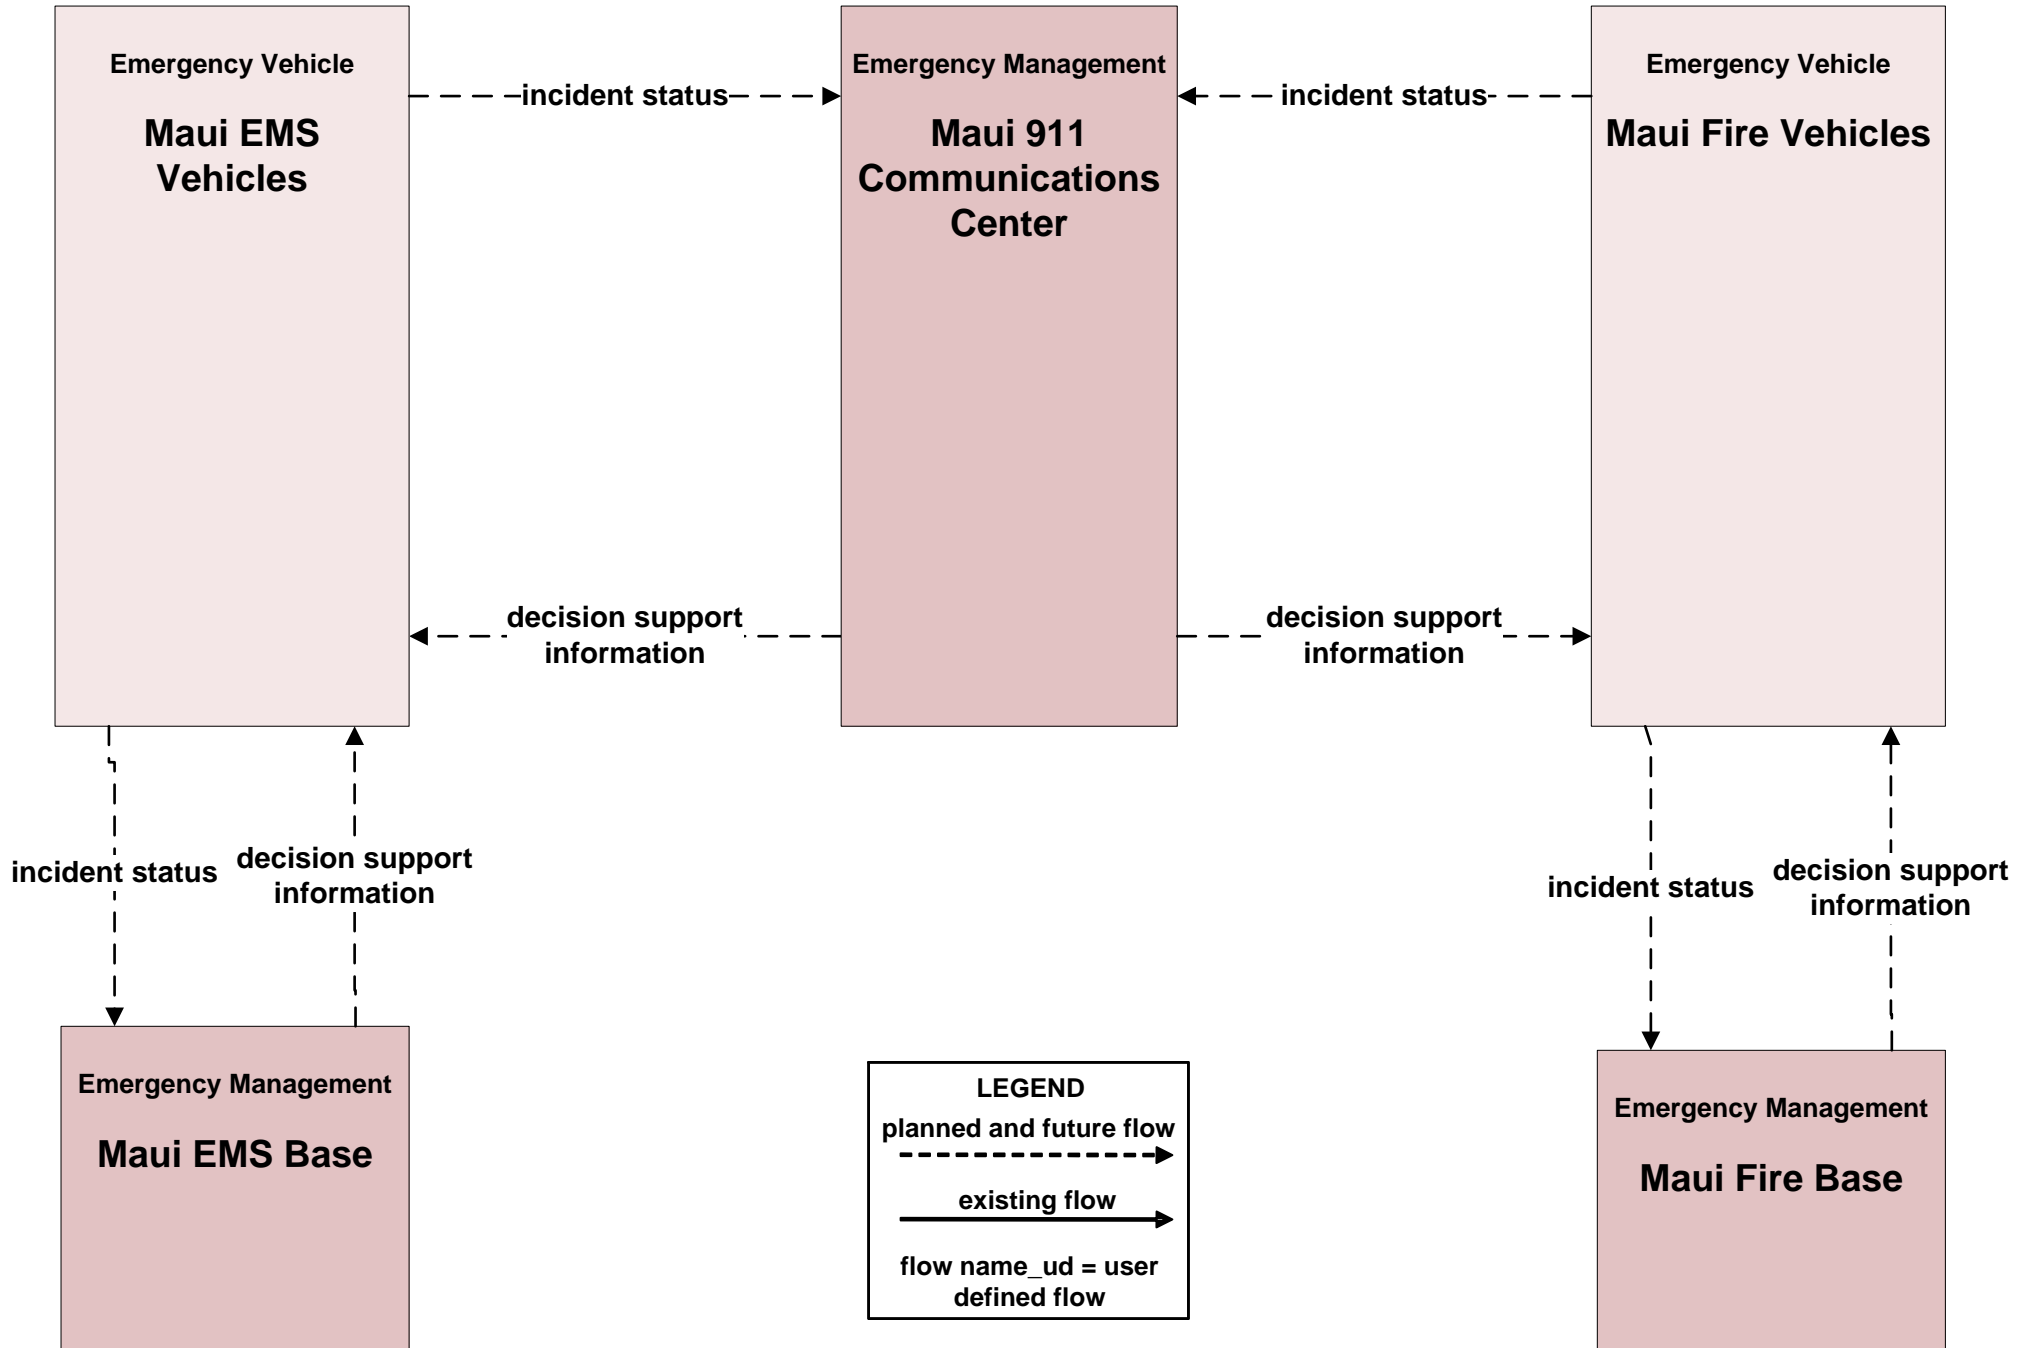 Emergency Vehicle
Maui EMS
Vehicles
incident status
Emergency Management
Maui 911
Communications
Center
incident status
Emergency Vehicle
Maui Fire Vehicles
decision support
information
decision support
information
incident status
decision support
information
incident status
decision support
information
Emergency Management
Maui EMS Base
LEGEND
planned and future flow
existing flow
flow name_ud = user
defined flow
Emergency Management
Maui Fire Base